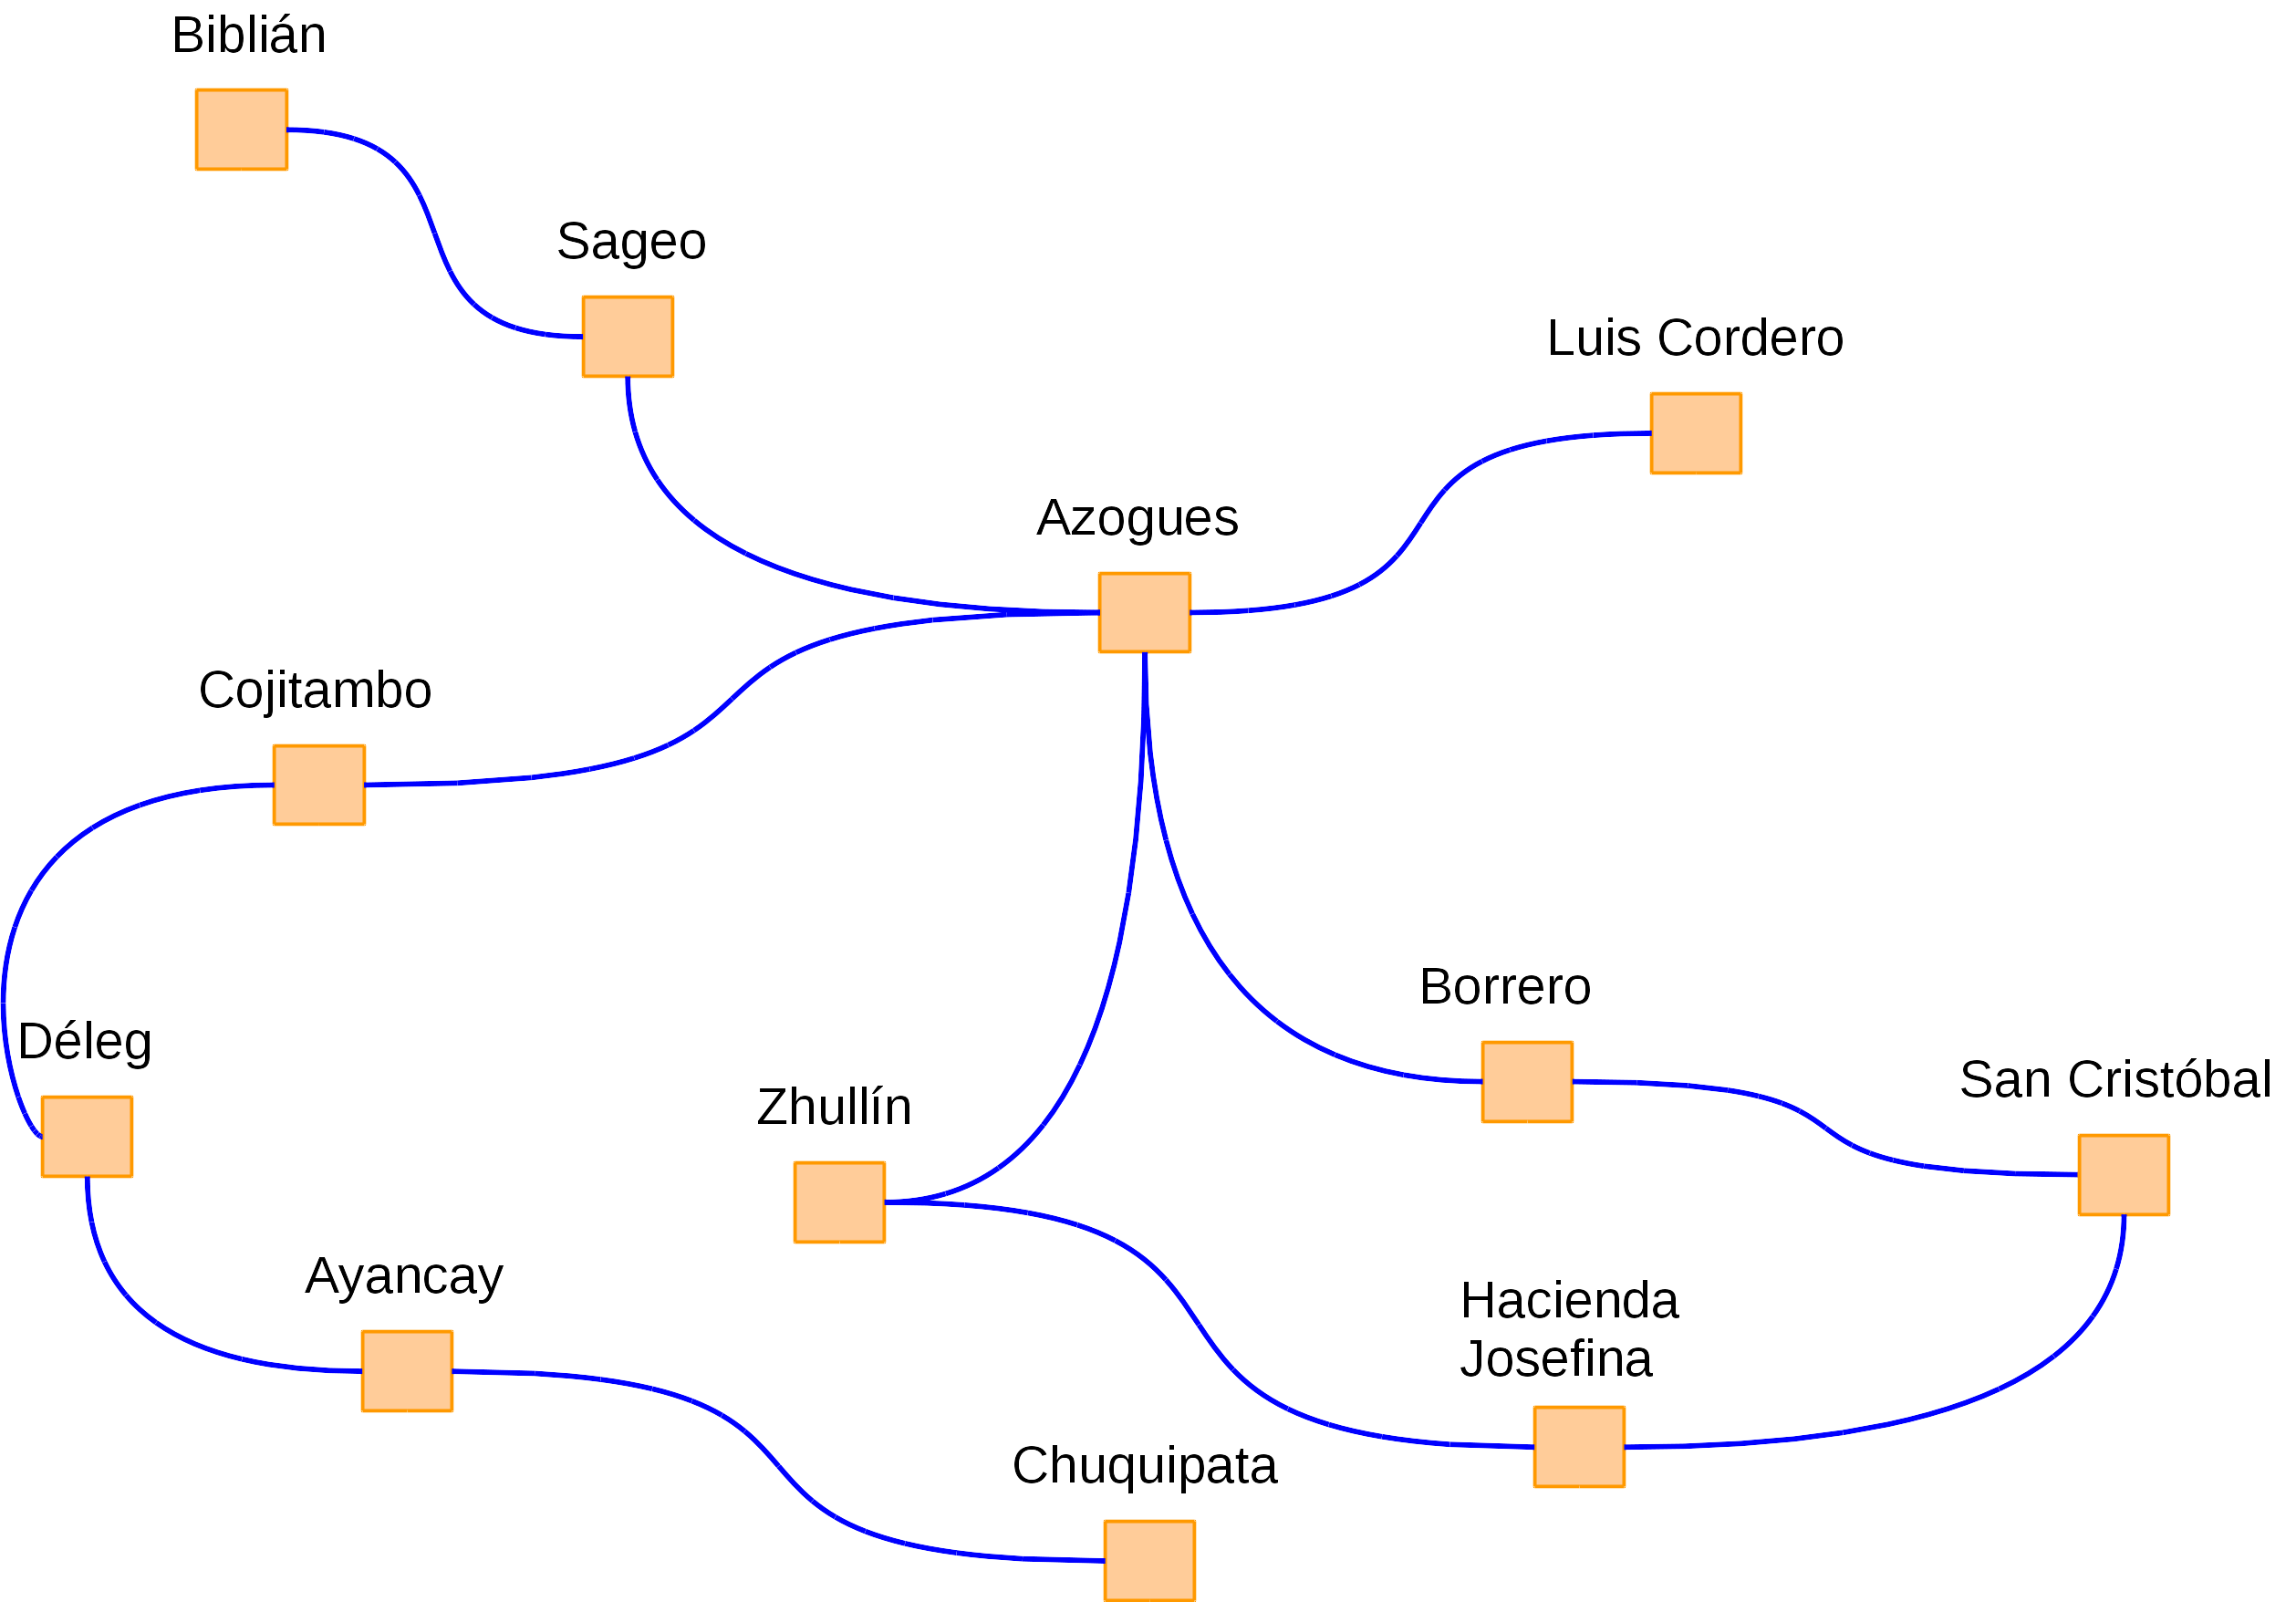 Biblián
Sageo
Luis Cordero
Azogues
Cojitambo
Borrero
Déleg
San Cristóbal
Zhullín
Ayancay
Hacienda
Josefina
Chuquipata